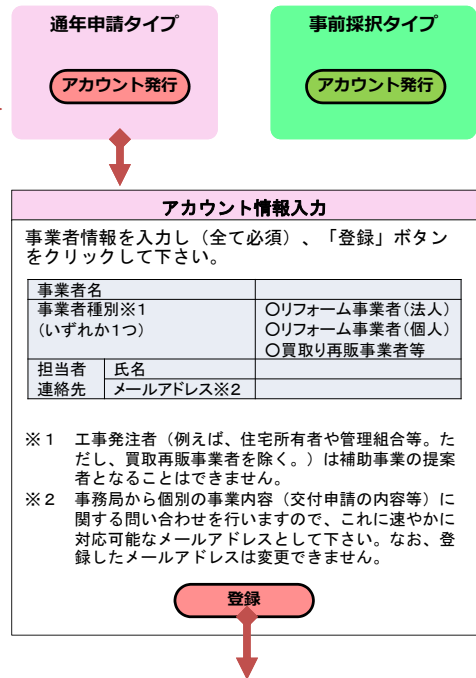 通年申請タイプ
事前採択タイプ
アカウント発行
アカウント発行
アカウント情報入力
事業者情報を入力し（全て必須）、「登録」ボタン
をクリックして下さい。
事業者名
事業者種別※1
(いずれか1つ)
〇リフォーム事業者(法人)
〇リフォーム事業者(個人)
〇買取り再販事業者等
担当者
連絡先
氏名
メールアドレス※2
※１ 工事発注者（例えば、住宅所有者や管理組合等。た
だし、買取再販事業者を除く。）は補助事業の提案
者となることはできません。
※２ 事務局から個別の事業内容（交付申請の内容等）に
関する問い合わせを行いますので、これに速やかに
対応可能なメールアドレスとして下さい。なお、登
録したメールアドレスは変更できません。
登録